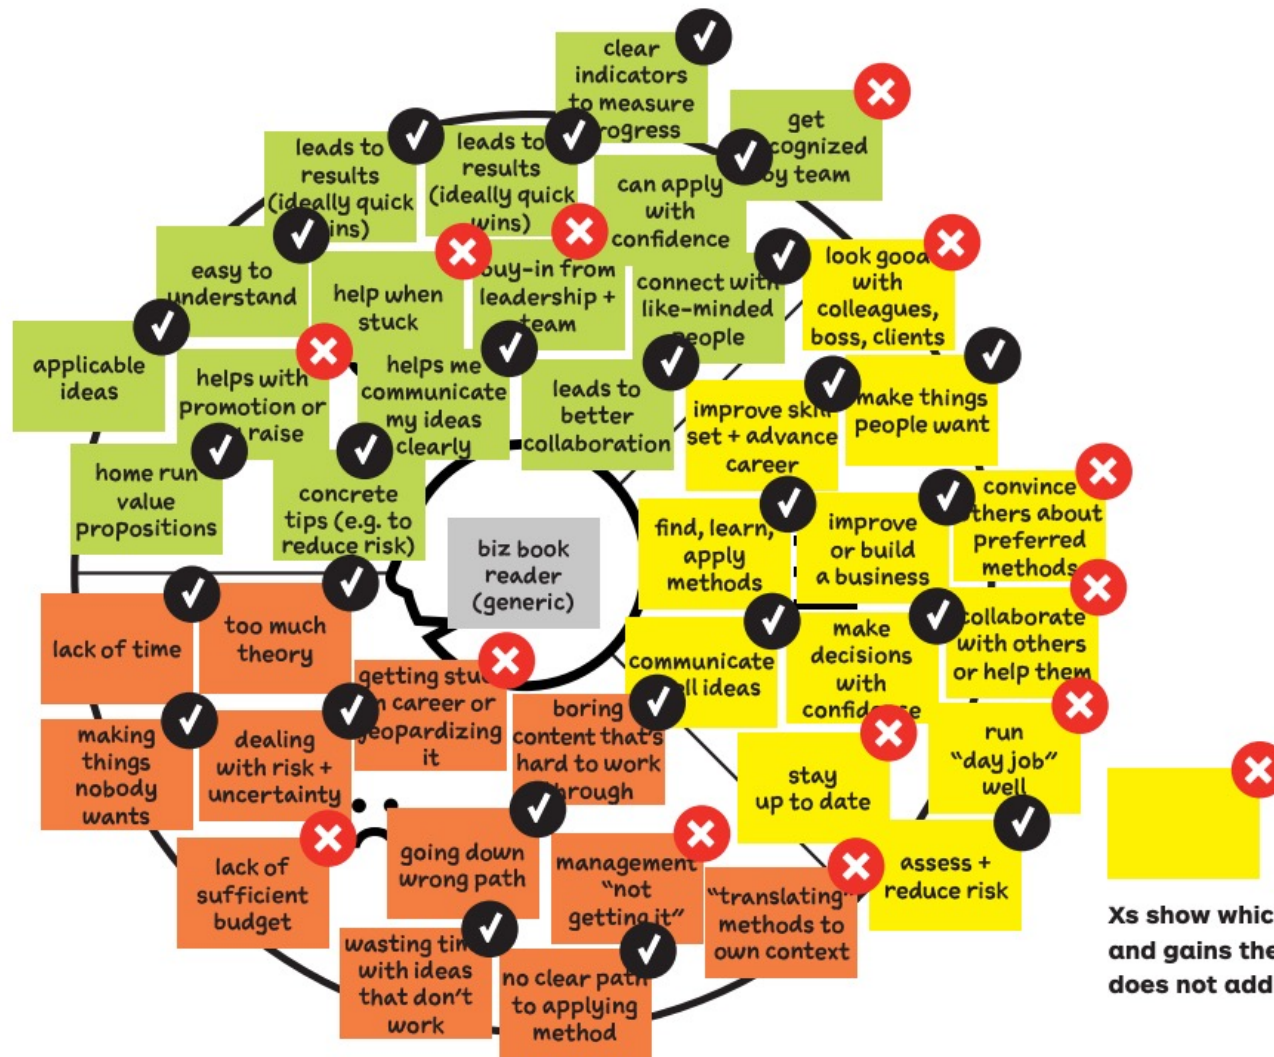 clear
indicators
to measure
progress
get
recognized
by team
leads to
results
(ideally quick
wins)
leads to
results
(ideally quick
wins)
can apply
with
confidence
easy to
understand
help when
stuck
buy-in from
leadership +
team
connect with
like-minded
people
look good
with
colleagues,
boss, clients
applicable
ideas
helps with
promotion or
raise
helps me
communicate
my ideas
clearly
leads to
better
collaboration
improve skill
set + advance
career
make things
people want
home run
value
propositions
concrete
tips (e.g. to
reduce risk)
biz book
reader
(generic)
find, learn,
apply
methods
improve
or build
a business
convince
others about
preferred
methods
lack of time
too much
theory
getting stuck
in career or
jeopardizing
it
boring
content that's
hard to work
through
communicate
ideas
make
decisions
with
confidence
collaborate
with others
or help them
making
things
nobody
wants
dealing
with risk +
uncertainty
stay
up to date
run
"day job"
well
lack of
sufficient
budget
going down
wrong path
management
"not
getting it"
"translating"
methods to
own context
assess +
reduce risk
wasting time
with ideas
that don't
work
no clear path
to applying
method
Xs show whic
and gains the
does not add